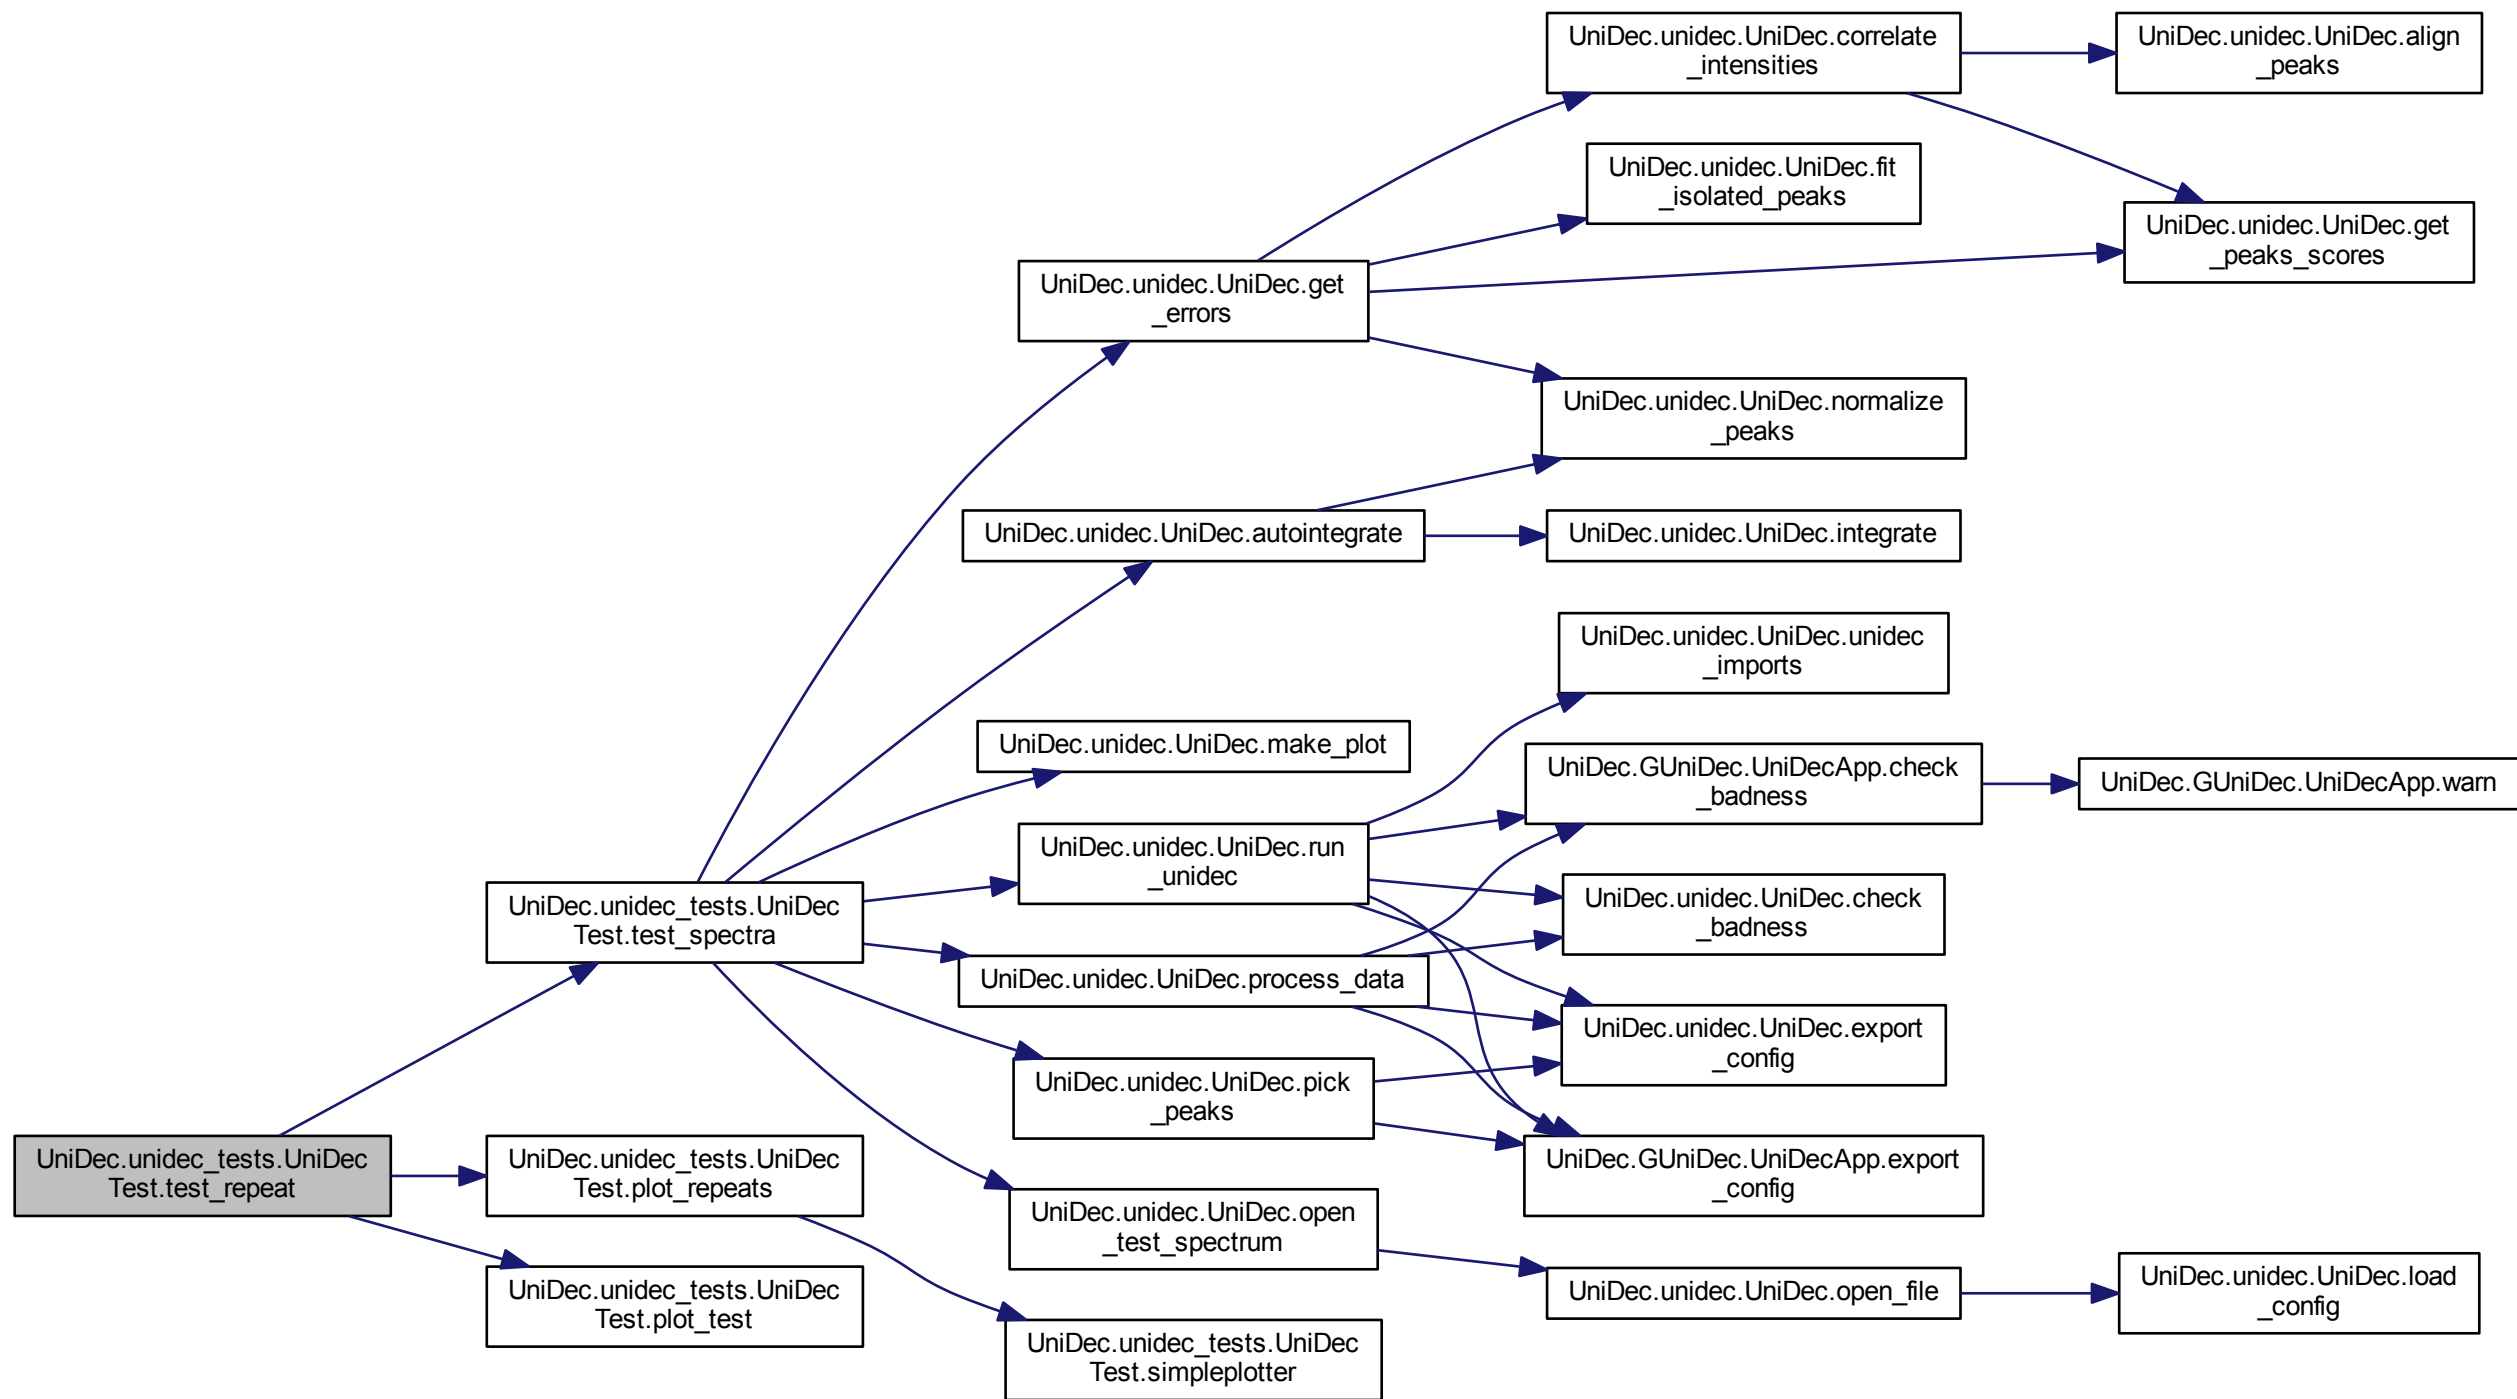 UniDec.unidec.UniDec.correlate
_intensities
UniDec.unidec.UniDec.align
_peaks
UniDec.unidec.UniDec.fit
_isolated_peaks
UniDec.unidec.UniDec.get
_peaks_scores
UniDec.unidec.UniDec.get
_errors
UniDec.unidec.UniDec.normalize
_peaks
UniDec.unidec.UniDec.autointegrate
UniDec.unidec.UniDec.integrate
UniDec.unidec.UniDec.unidec
_imports
UniDec.unidec.UniDec.make_plot
UniDec.GUniDec.UniDecApp.check
_badness
UniDec.GUniDec.UniDecApp.warn
UniDec.unidec.UniDec.run
_unidec
UniDec.unidec_tests.UniDec
Test.test_spectra
UniDec.unidec.UniDec.check
_badness
UniDec.unidec.UniDec.process_data
UniDec.unidec.UniDec.export
_config
UniDec.unidec.UniDec.pick
_peaks
UniDec.unidec_tests.UniDec
Test.test_repeat
UniDec.unidec_tests.UniDec
Test.plot_repeats
UniDec.GUniDec.UniDecApp.export
_config
UniDec.unidec.UniDec.open
_test_spectrum
UniDec.unidec_tests.UniDec
Test.plot_test
UniDec.unidec.UniDec.open_file
UniDec.unidec.UniDec.load
_config
UniDec.unidec_tests.UniDec
Test.simpleplotter